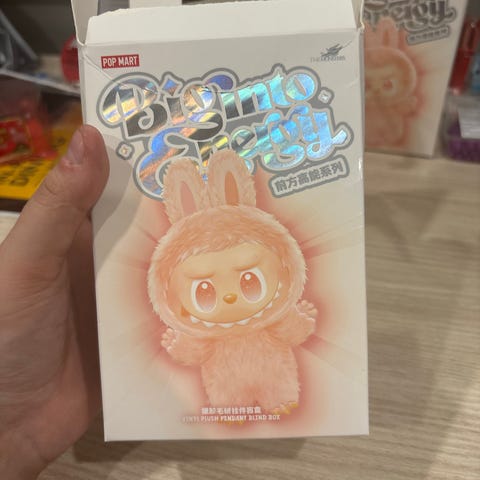 POP MART
THE MONSTERS
Big into
Energy
前方高能系列
搪胶毛绒挂件盲盒
VINYL PLUSH PENDANT BLIND BOX